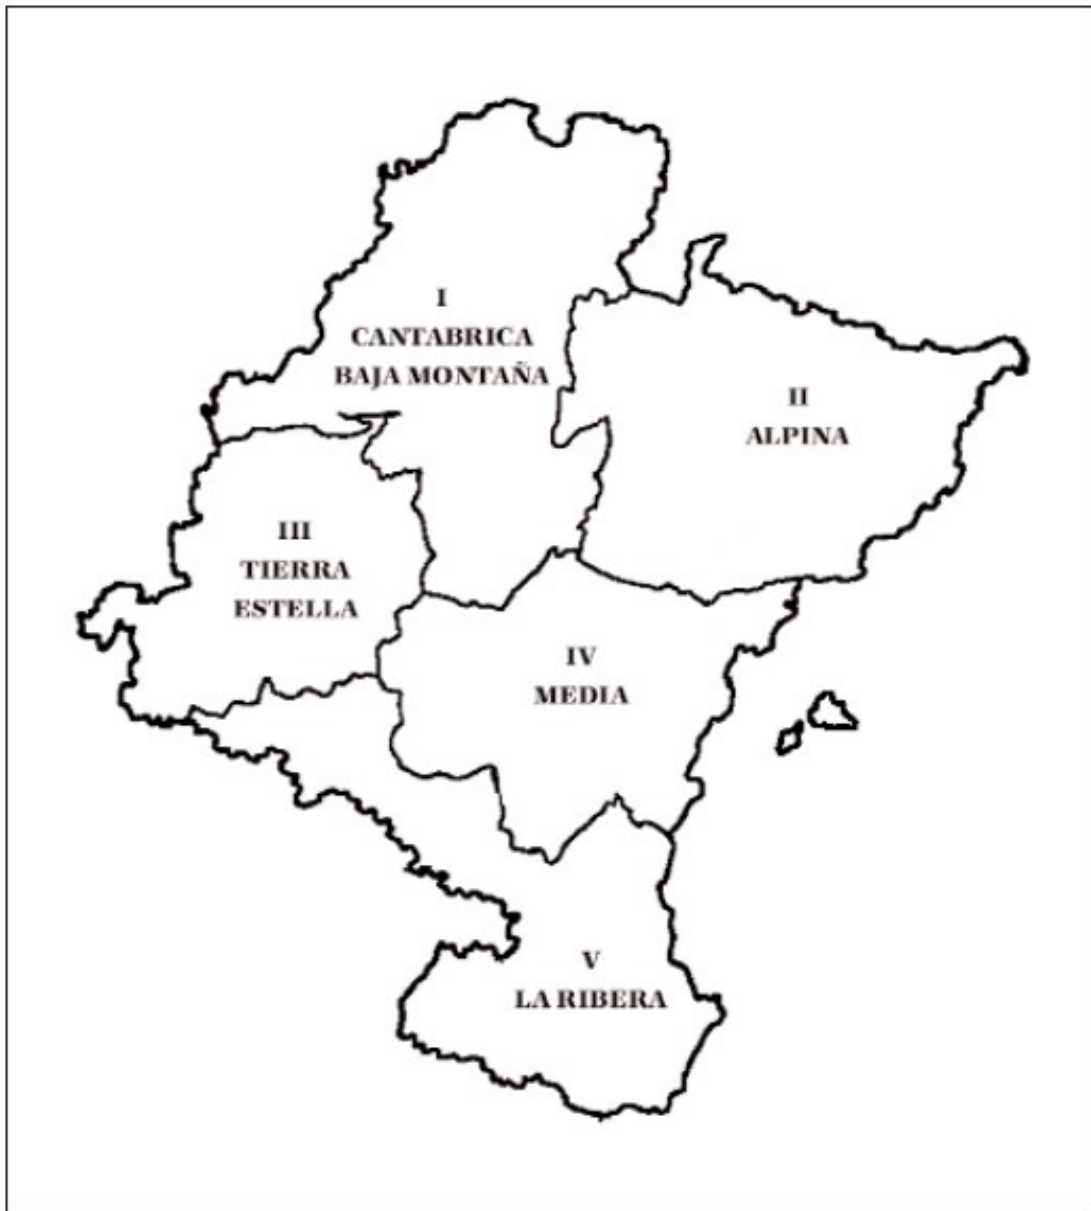 I
CANTABRICA
BAJA MONTAÑA
II
ALPINA
III
TIERRA
ESTELLA
IV
MEDIA
V
LA RIBERA